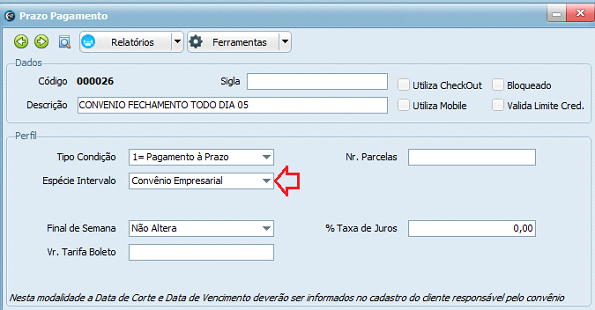 Prazo Pagamento
Relatórios Ferramentas
Dados
Código 000026 Sigla Utiliza CheckOut Bloqueado
Descrição CONVENIO FECHAMENTO TODO DIA 05 Utiliza Mobile Valida Limite Cred.
Perfil
Tipo Condição 1= Pagamento à Prazo Nr. Parcelas
Espécie Intervalo Convênio Empresarial
Final de Semana Não Altera % Taxa de Juros 0,00
Vr. Tarifa Boleto
Nesta modalidade a Data de Corte e Data de Vencimento deverão ser informados no cadastro do cliente responsável pelo convênio